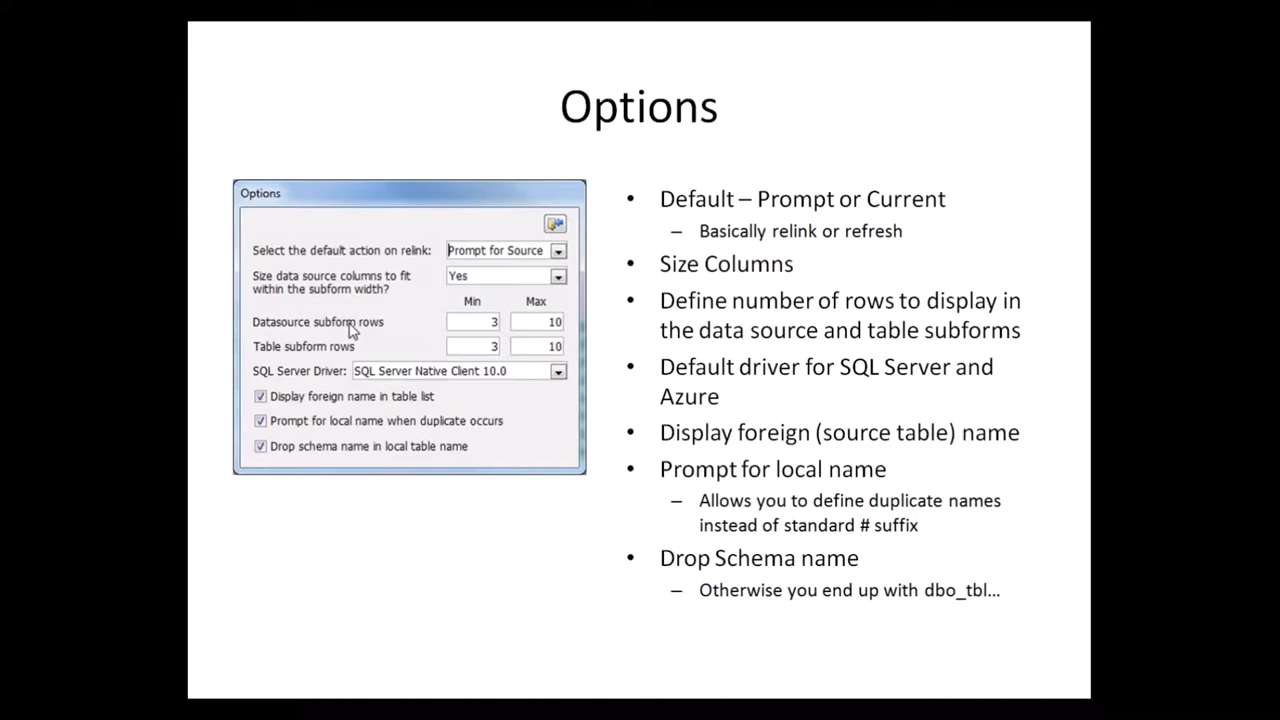 Options
Options
Select the default action on relink: Prompt for Source
Size data source columns to fit Yes
within the subform width?
Min Max
Datasource subform rows 3 10
Table subform rows 3 10
SQL Server Driver: SQL Server Native Client 10.0
Display foreign name in table list
Prompt for local name when duplicate occurs
Drop schema name in local table name
• Default – Prompt or Current
– Basically relink or refresh
• Size Columns
• Define number of rows to display in
the data source and table subforms
• Default driver for SQL Server and
Azure
• Display foreign (source table) name
• Prompt for local name
– Allows you to define duplicate names
instead of standard # suffix
• Drop Schema name
– Otherwise you end up with dbo_tbl…